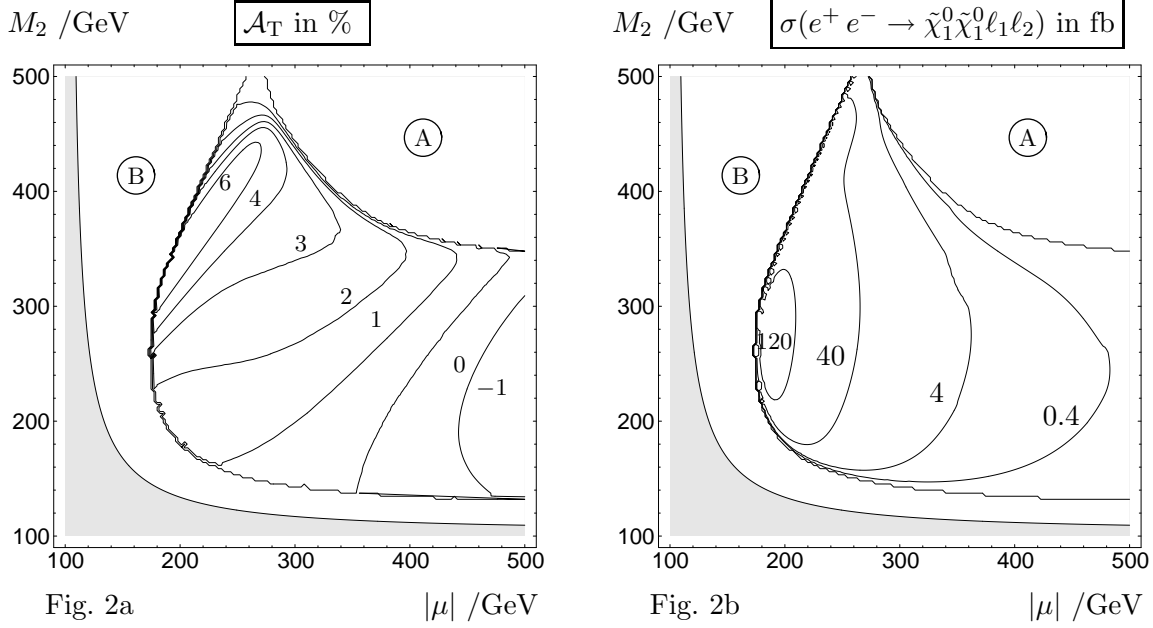 M₂ /GeV
𝒜_T in %
500
400
300
200
100
100 200 300 400 500
A
B
6
4
3
2
1
0
−1
Fig. 2a
|μ| /GeV
M₂ /GeV
σ(e⁺ e⁻ → χ̃₁⁰χ̃₁⁰ℓ₁ℓ₂) in fb
500
400
300
200
100
100 200 300 400 500
A
B
120
40
4
0.4
Fig. 2b
|μ| /GeV